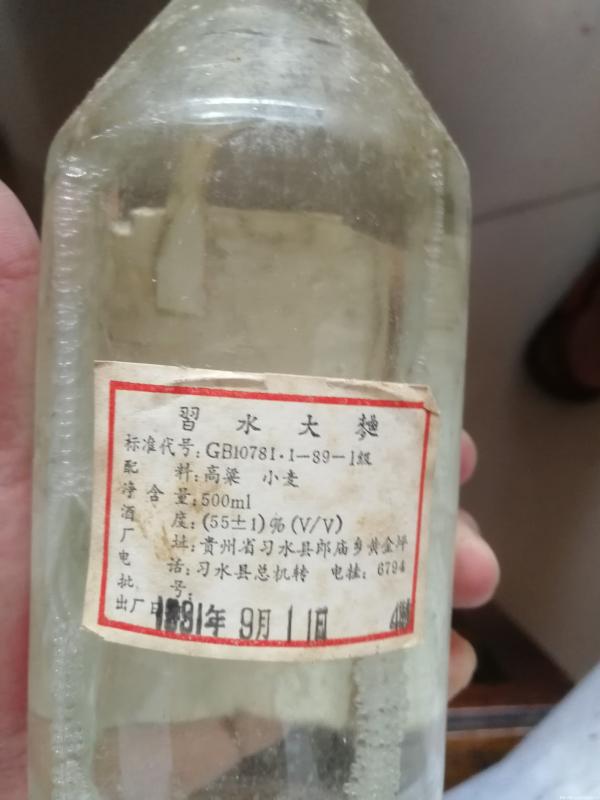 習水大麯
标准代号:GB10781·1-89-1级
配料:高粱 小麦
净含量:500ml
酒度:(55±1)%(V/V)
厂址:贵州省习水县郎庙乡黄金坪
电话:习水县总机转 电挂:6794
批号:
出厂日 1991年 9月11日